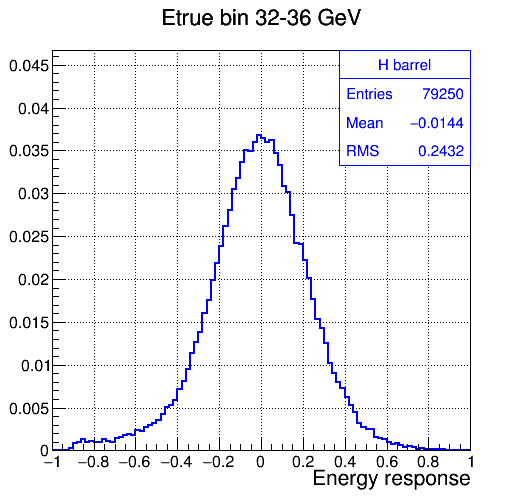 Etrue bin 32-36 GeV
H barrel
Entries 79250
Mean −0.0144
RMS 0.2432
0.045
0.04
0.035
0.03
0.025
0.02
0.015
0.01
0.005
0
−1 −0.8 −0.6 −0.4 −0.2 0 0.2 0.4 0.6 0.8 1
Energy response